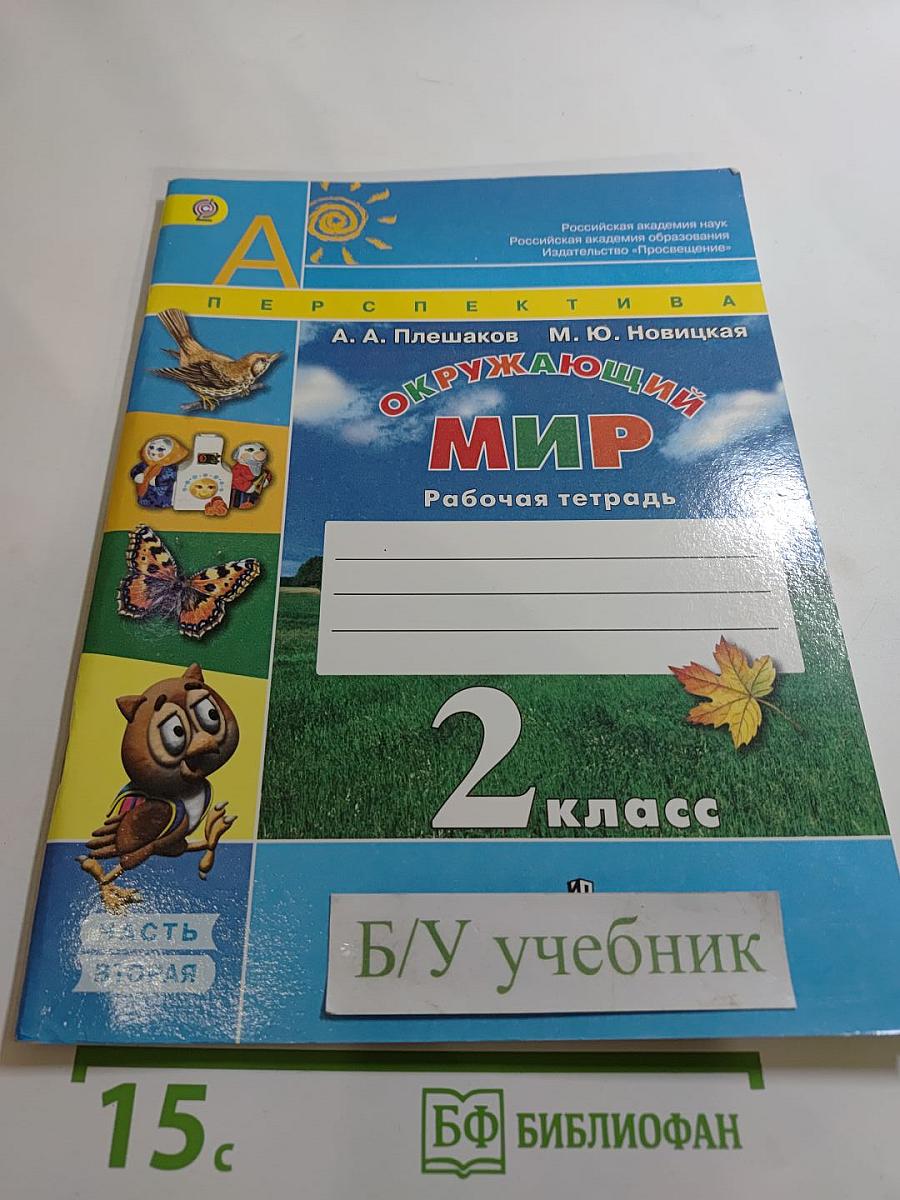 А
Российская академия наук
Российская академия образования
Издательство «Просвещение»
ПЕРСПЕКТИВА
А. А. Плешаков М. Ю. Новицкая
ОКРУЖАЮЩИЙ
МИР
Рабочая тетрадь
2 класс
ЧАСТЬ
ВТОРАЯ
Б/У учебник
15 с
БФ БИБЛИОФАН